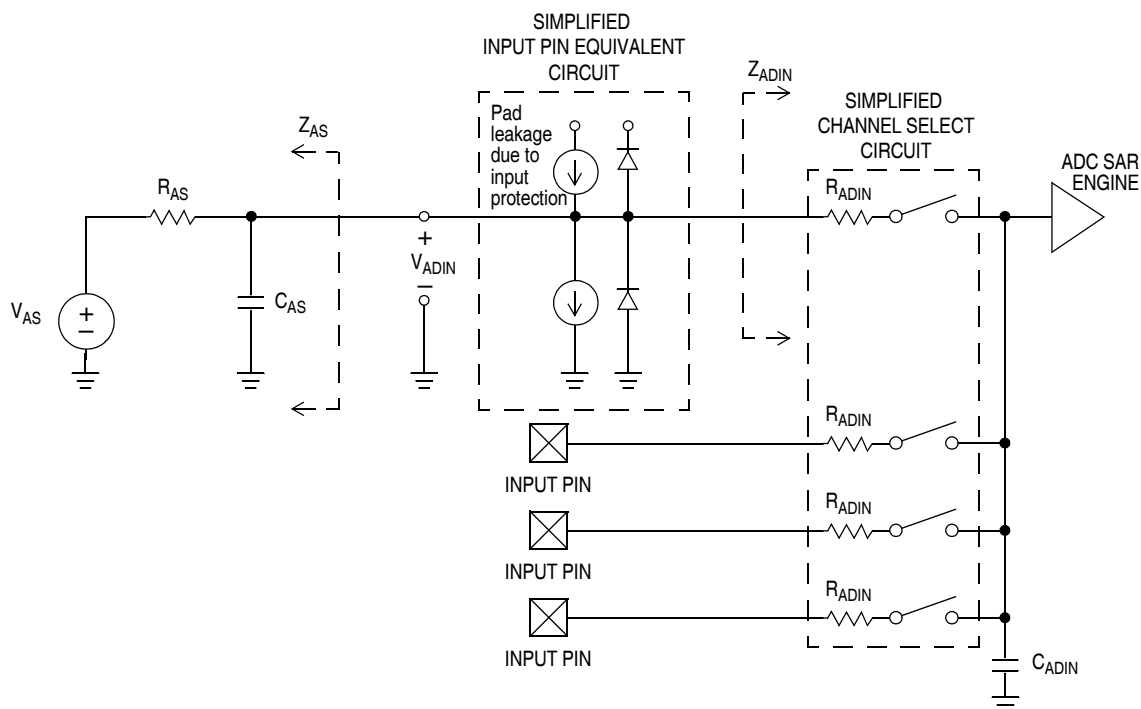 SIMPLIFIED
INPUT PIN EQUIVALENT
CIRCUIT
Pad
leakage
due to
input
protection
ZAS
ZADIN
SIMPLIFIED
CHANNEL SELECT
CIRCUIT
ADC SAR
ENGINE
RAS
RADIN
+
VADIN
−
VAS
+
−
CAS
RADIN
INPUT PIN
RADIN
INPUT PIN
RADIN
INPUT PIN
CADIN